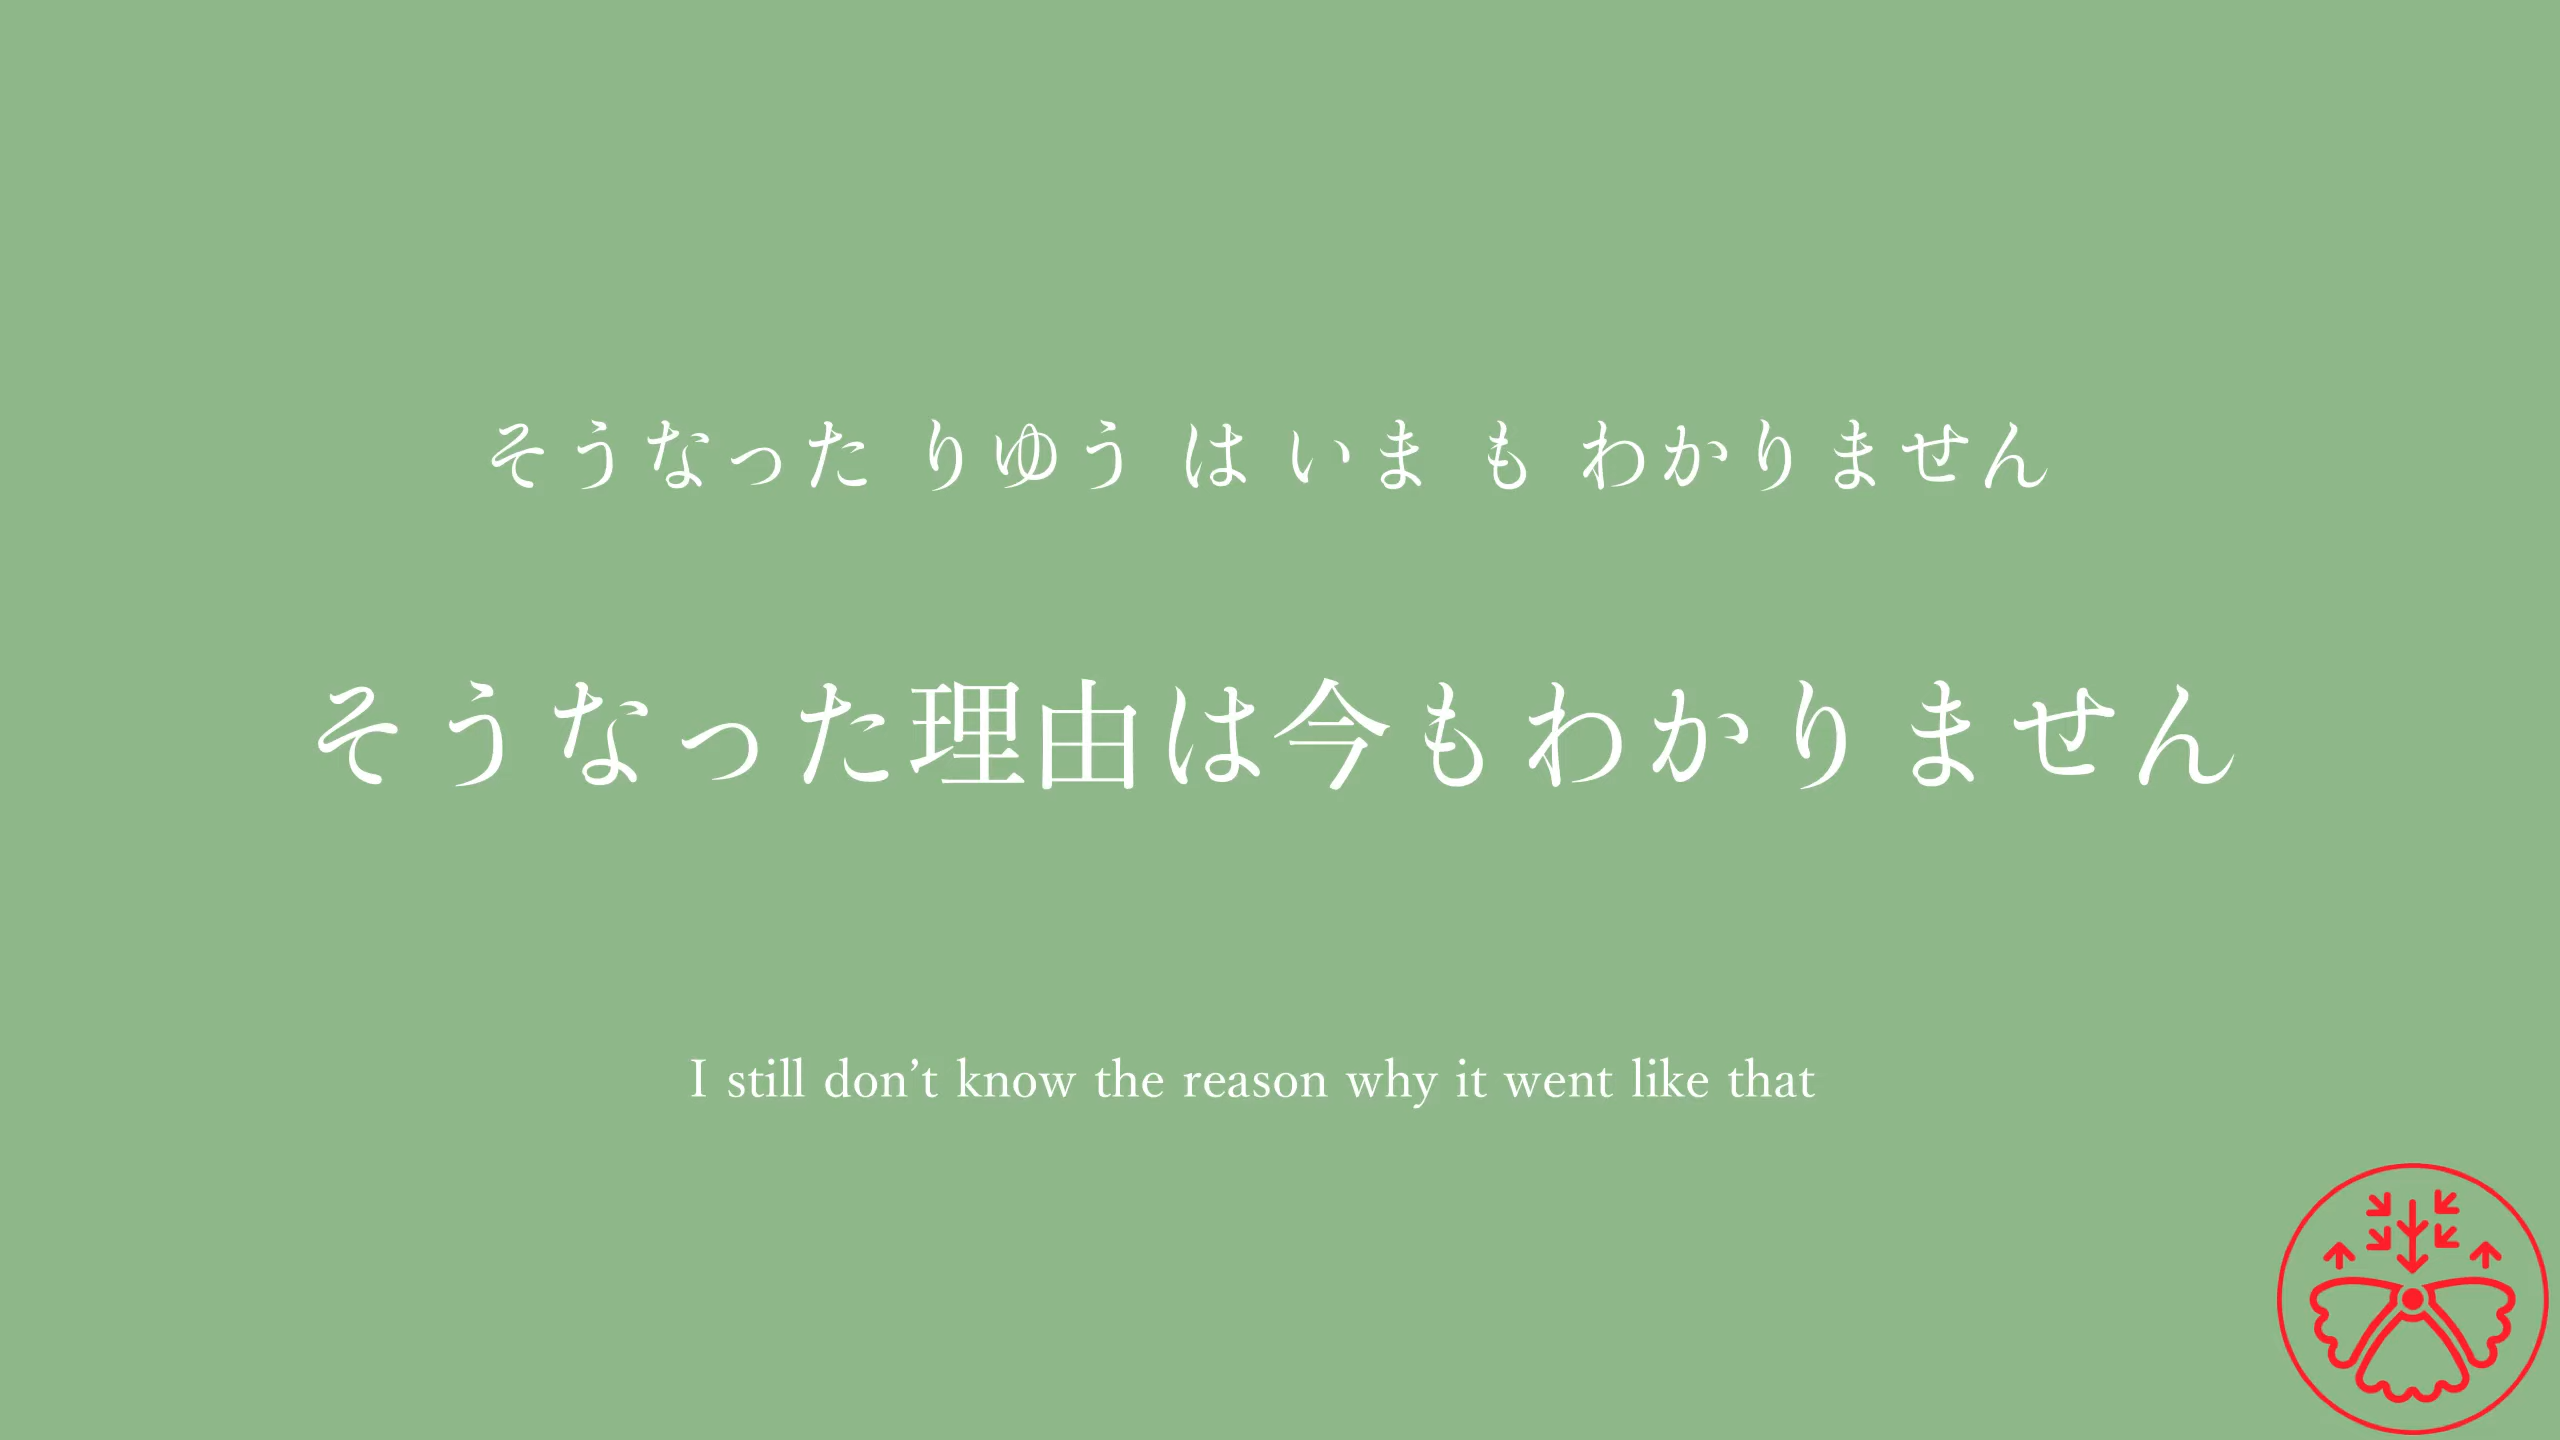 そうなった りゆう は いま も わかりません
そうなった理由は今もわかりません
I still don’t know the reason why it went like that